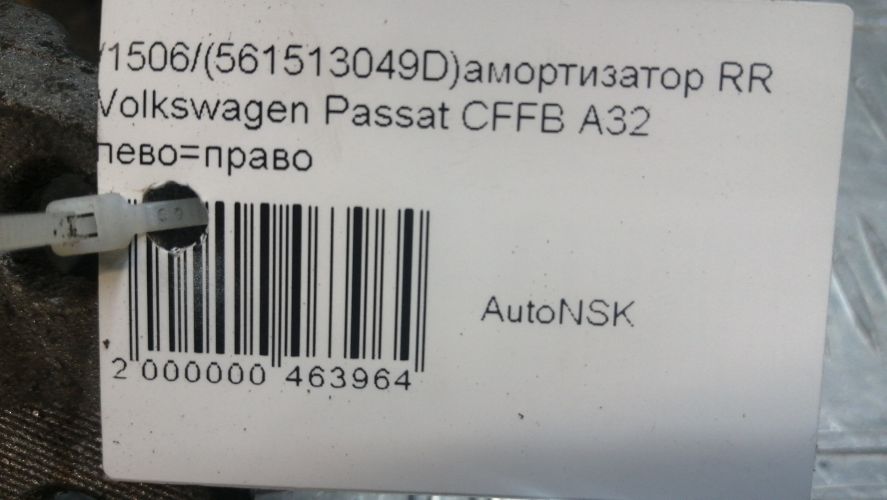 /1506/(561513049D)амортизатор RR
Volkswagen Passat CFFB A32
лево=право
AutoNSK
2 000000 463964